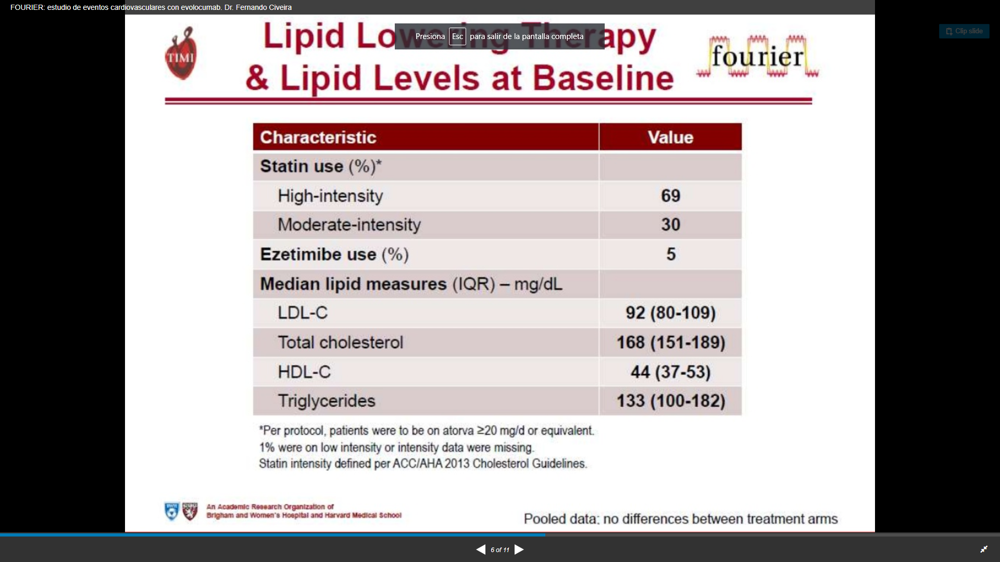 FOURIER: estudio de eventos cardiovasculares con evolocumab. Dr. Fernando Civeira
Lipid Lowering Therapy
& Lipid Levels at Baseline
Presiona Esc para salir de la pantalla completa
Clip slide
TIMI
fourier
Characteristic Value
Statin use (%)*
High-intensity 69
Moderate-intensity 30
Ezetimibe use (%) 5
Median lipid measures (IQR) – mg/dL
LDL-C 92 (80-109)
Total cholesterol 168 (151-189)
HDL-C 44 (37-53)
Triglycerides 133 (100-182)
*Per protocol, patients were to be on atorva ≥20 mg/d or equivalent.
1% were on low intensity or intensity data were missing.
Statin intensity defined per ACC/AHA 2013 Cholesterol Guidelines.
An Academic Research Organization of
Brigham and Women's Hospital and Harvard Medical School
Pooled data; no differences between treatment arms
6 of 11